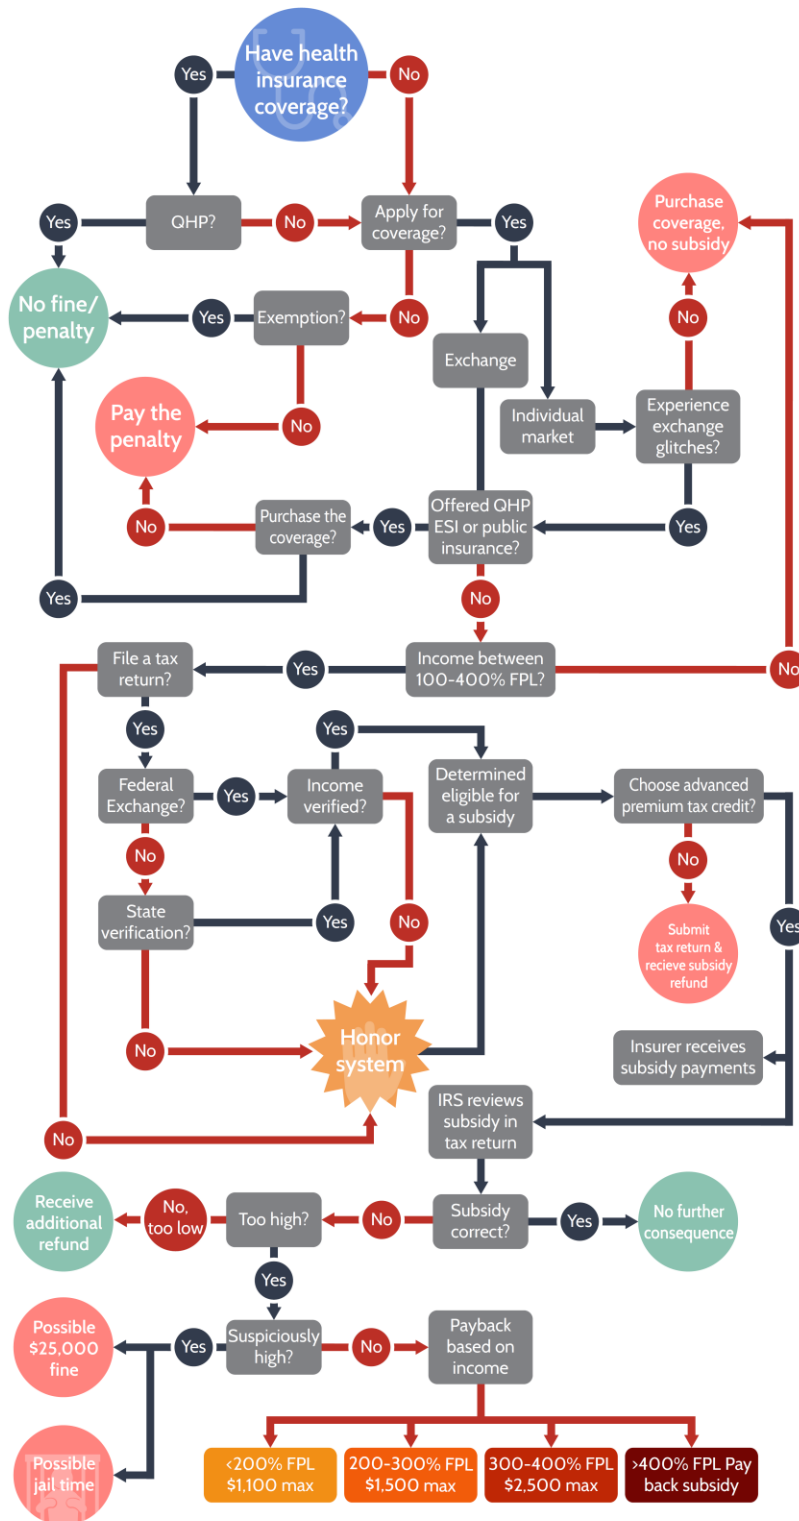 Have health
insurance
coverage?
Yes
No
QHP?
Yes
No
Apply for
coverage?
Yes
Purchase
coverage,
no subsidy
No fine/
penalty
Yes
Exemption?
No
No
Exchange
Individual
market
Experience
exchange
glitches?
Pay the
penalty
No
Purchase the
coverage?
Yes
Offered QHP
ESI or public
insurance?
Yes
No
Yes
No
File a tax
return?
Yes
Income between
100-400% FPL?
No
Yes
Yes
Federal
Exchange?
Yes
Income
verified?
Determined
eligible for
a subsidy
Choose advanced
premium tax credit?
No
No
State
verification?
Yes
No
Submit
tax return &
recieve subsidy
refund
Yes
No
Honor
system
Insurer receives
subsidy payments
IRS reviews
subsidy in
tax return
No
Receive
additional
refund
No,
too low
Too high?
No
Subsidy
correct?
Yes
No further
consequence
Yes
Possible
$25,000
fine
Yes
Suspiciously
high?
No
Payback
based on
income
Possible
jail time
<200% FPL
$1,100 max
200-300% FPL
$1,500 max
300-400% FPL
$2,500 max
>400% FPL Pay
back subsidy